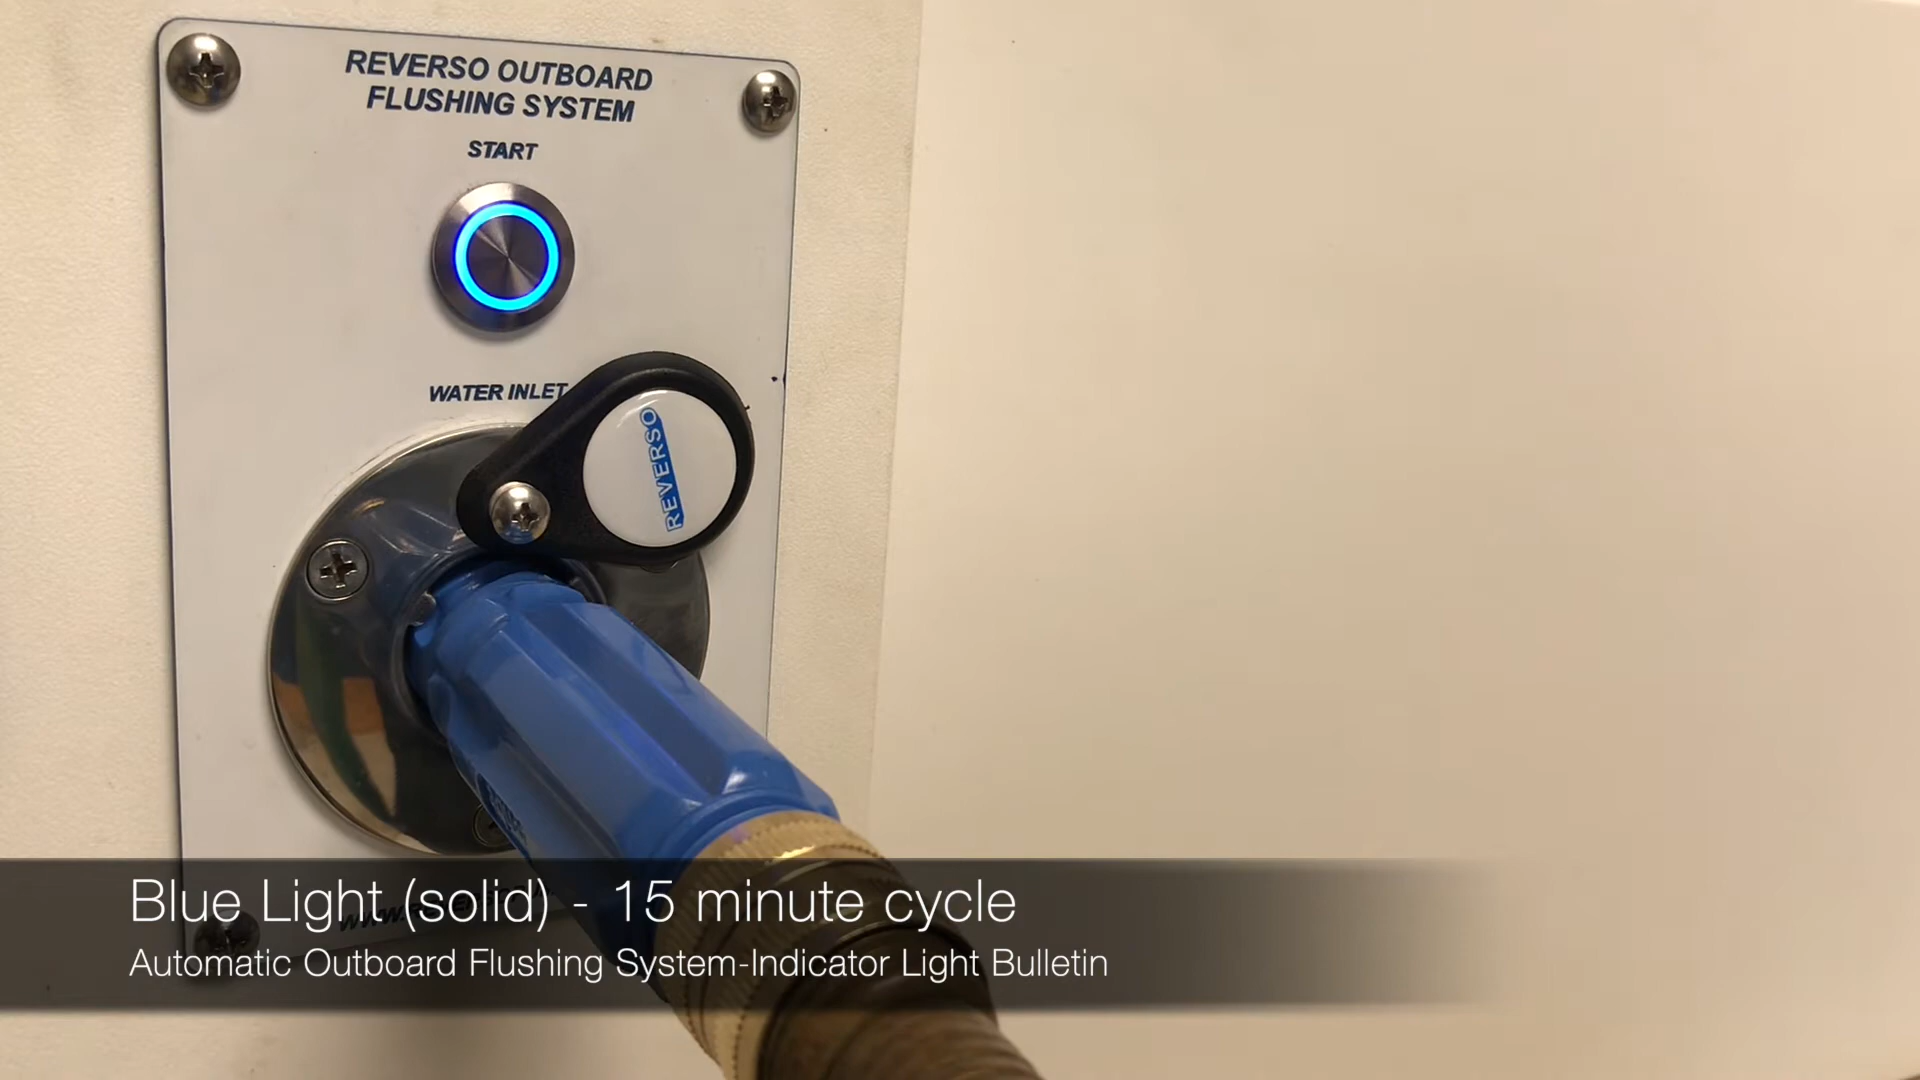 REVERSO OUTBOARD
FLUSHING SYSTEM
START
WATER INLET
REVERSO
Blue Light (solid) - 15 minute cycle
Automatic Outboard Flushing System-Indicator Light Bulletin